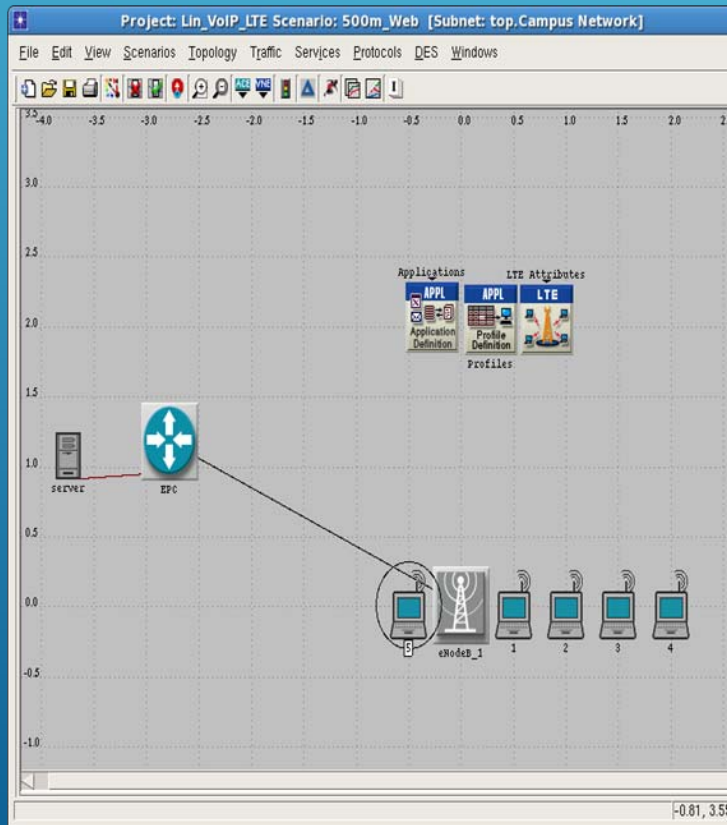 Project: Lin_VoIP_LTE Scenario: 500m_Web [Subnet: top.Campus Network]
File Edit View Scenarios Topology Traffic Services Protocols DES Windows
ACE VNE
3.5
-4.0 -3.5 -3.0 -2.5 -2.0 -1.5 -1.0 -0.5 0.0 0.5 1.0 1.5 2.0
3.0
2.5
Applications LTE Attributes
APPL APPL LTE
Application Definition
Profile Definition
2.0
Profiles
1.5
1.0
server EPC
0.5
0.0
5 eNodeB_1 1 2 3 4
-0.5
-1.0
-0.81, 3.55